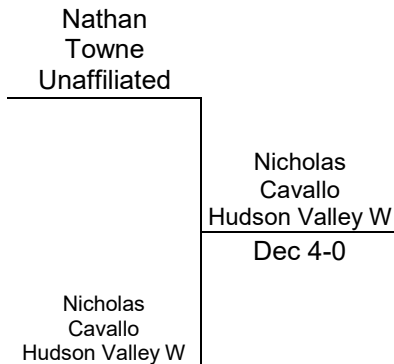 Nathan
Towne
Unaffiliated
Nicholas
Cavallo
Hudson Valley W
Dec 4-0
Nicholas
Cavallo
Hudson Valley W